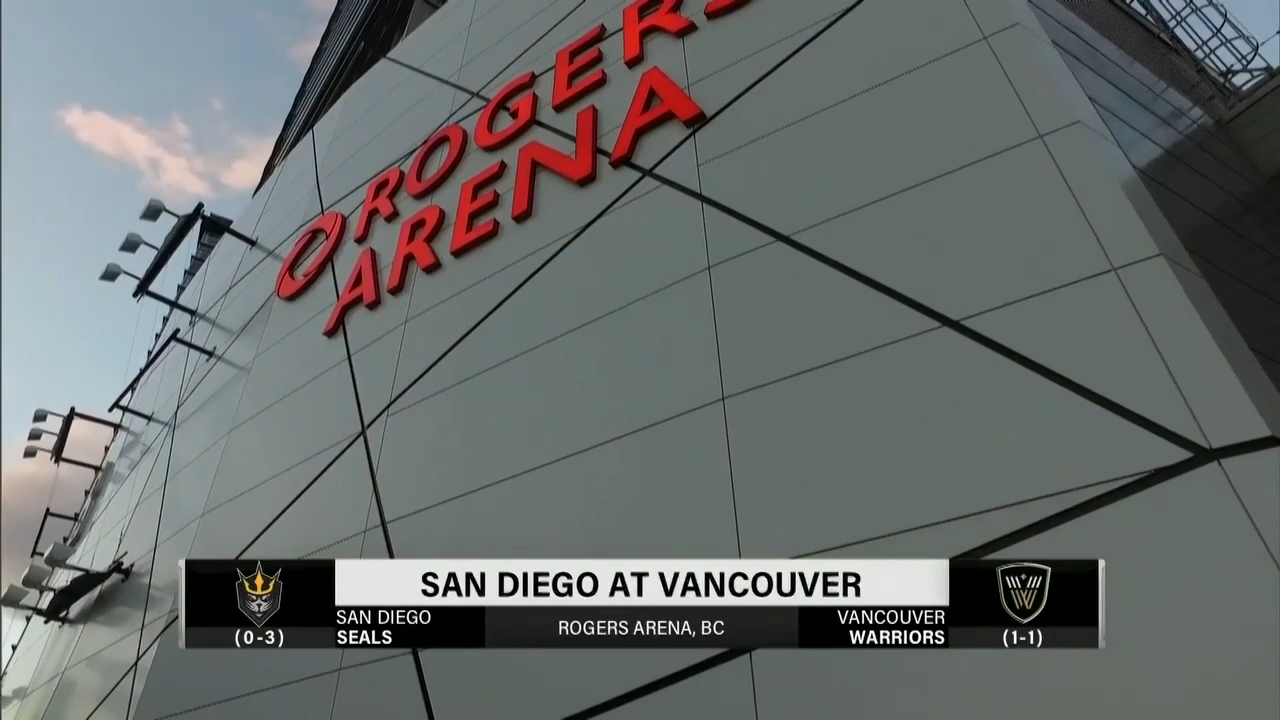 ROGERS
ARENA
SAN DIEGO AT VANCOUVER
SAN DIEGO
SEALS
(0-3)
ROGERS ARENA, BC
VANCOUVER
WARRIORS
(1-1)